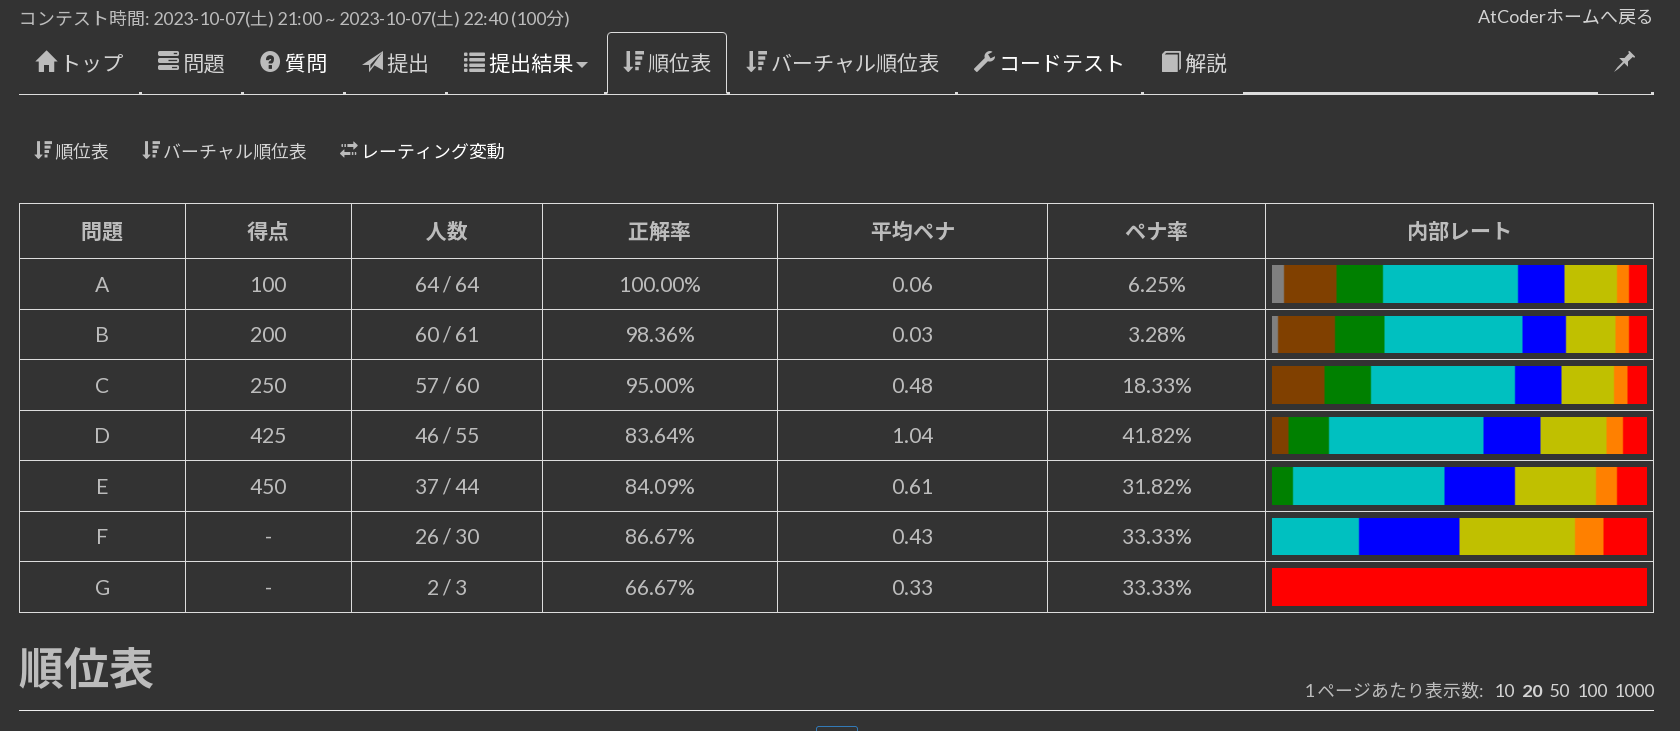 コンテスト時間: 2023-10-07(土) 21:00 ~ 2023-10-07(土) 22:40 (100分)
AtCoderホームへ戻る
トップ 問題 質問 提出 提出結果 順位表 バーチャル順位表 コードテスト 解説
順位表 バーチャル順位表 レーティング変動
問題 得点 人数 正解率 平均ペナ ペナ率 内部レート
A 100 64 / 64 100.00% 0.06 6.25%
B 200 60 / 61 98.36% 0.03 3.28%
C 250 57 / 60 95.00% 0.48 18.33%
D 425 46 / 55 83.64% 1.04 41.82%
E 450 37 / 44 84.09% 0.61 31.82%
F - 26 / 30 86.67% 0.43 33.33%
G - 2 / 3 66.67% 0.33 33.33%
順位表
1 ページあたり表示数: 10 20 50 100 1000